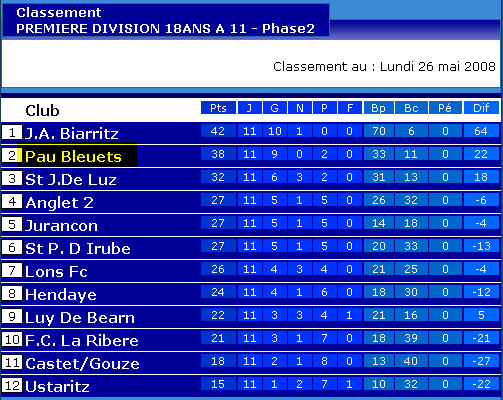 Classement
PREMIERE DIVISION 18ANS A 11 - Phase2
Classement au : Lundi 26 mai 2008
Club Pts J G N P F Bp Bc Pé Dif
1 J.A. Biarritz 42 11 10 1 0 0 70 6 0 64
2 Pau Bleuets 38 11 9 0 2 0 33 11 0 22
3 St J.De Luz 32 11 6 3 2 0 31 13 0 18
4 Anglet 2 27 11 5 1 5 0 26 32 0 -6
5 Jurancon 27 11 5 1 5 0 14 18 0 -4
6 St P. D Irube 27 11 5 1 5 0 20 33 0 -13
7 Lons Fc 26 11 4 3 4 0 21 25 0 -4
8 Hendaye 24 11 4 1 6 0 18 30 0 -12
9 Luy De Bearn 22 11 3 3 4 1 21 16 0 5
10 F.C. La Ribere 21 11 3 1 7 0 18 39 0 -21
11 Castet/Gouze 18 11 2 1 8 0 13 40 0 -27
12 Ustaritz 15 11 1 2 7 1 10 32 0 -22